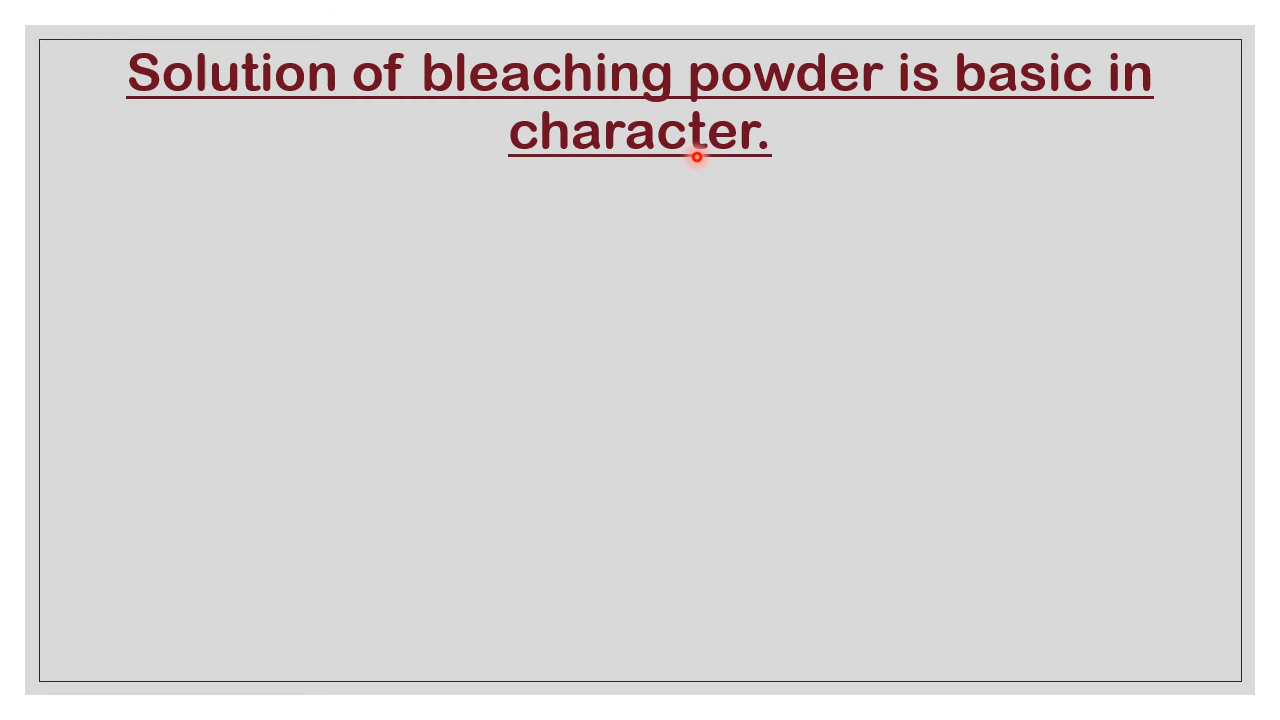 Solution of bleaching powder is basic in
character.